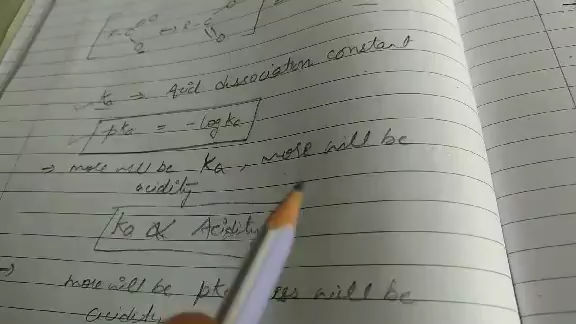 Ka → Acid dissociation constant
pKa = -log Ka
→ more will be Ka, more will be
acidity
Ka ∝ Acidity
→ more will be pKa will be
acidity